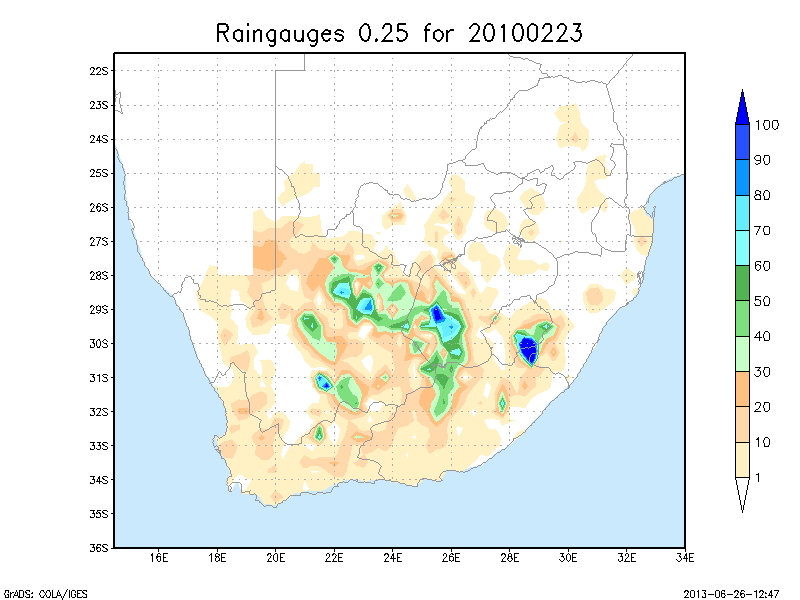 Raingauges 0.25 for 20100223
22S
23S
24S
25S
26S
27S
28S
29S
30S
31S
32S
33S
34S
35S
36S
16E 18E 20E 22E 24E 26E 28E 30E 32E 34E
100
90
80
70
60
50
40
30
20
10
1
GrADS: COLA/IGES
2013-06-26-12:47